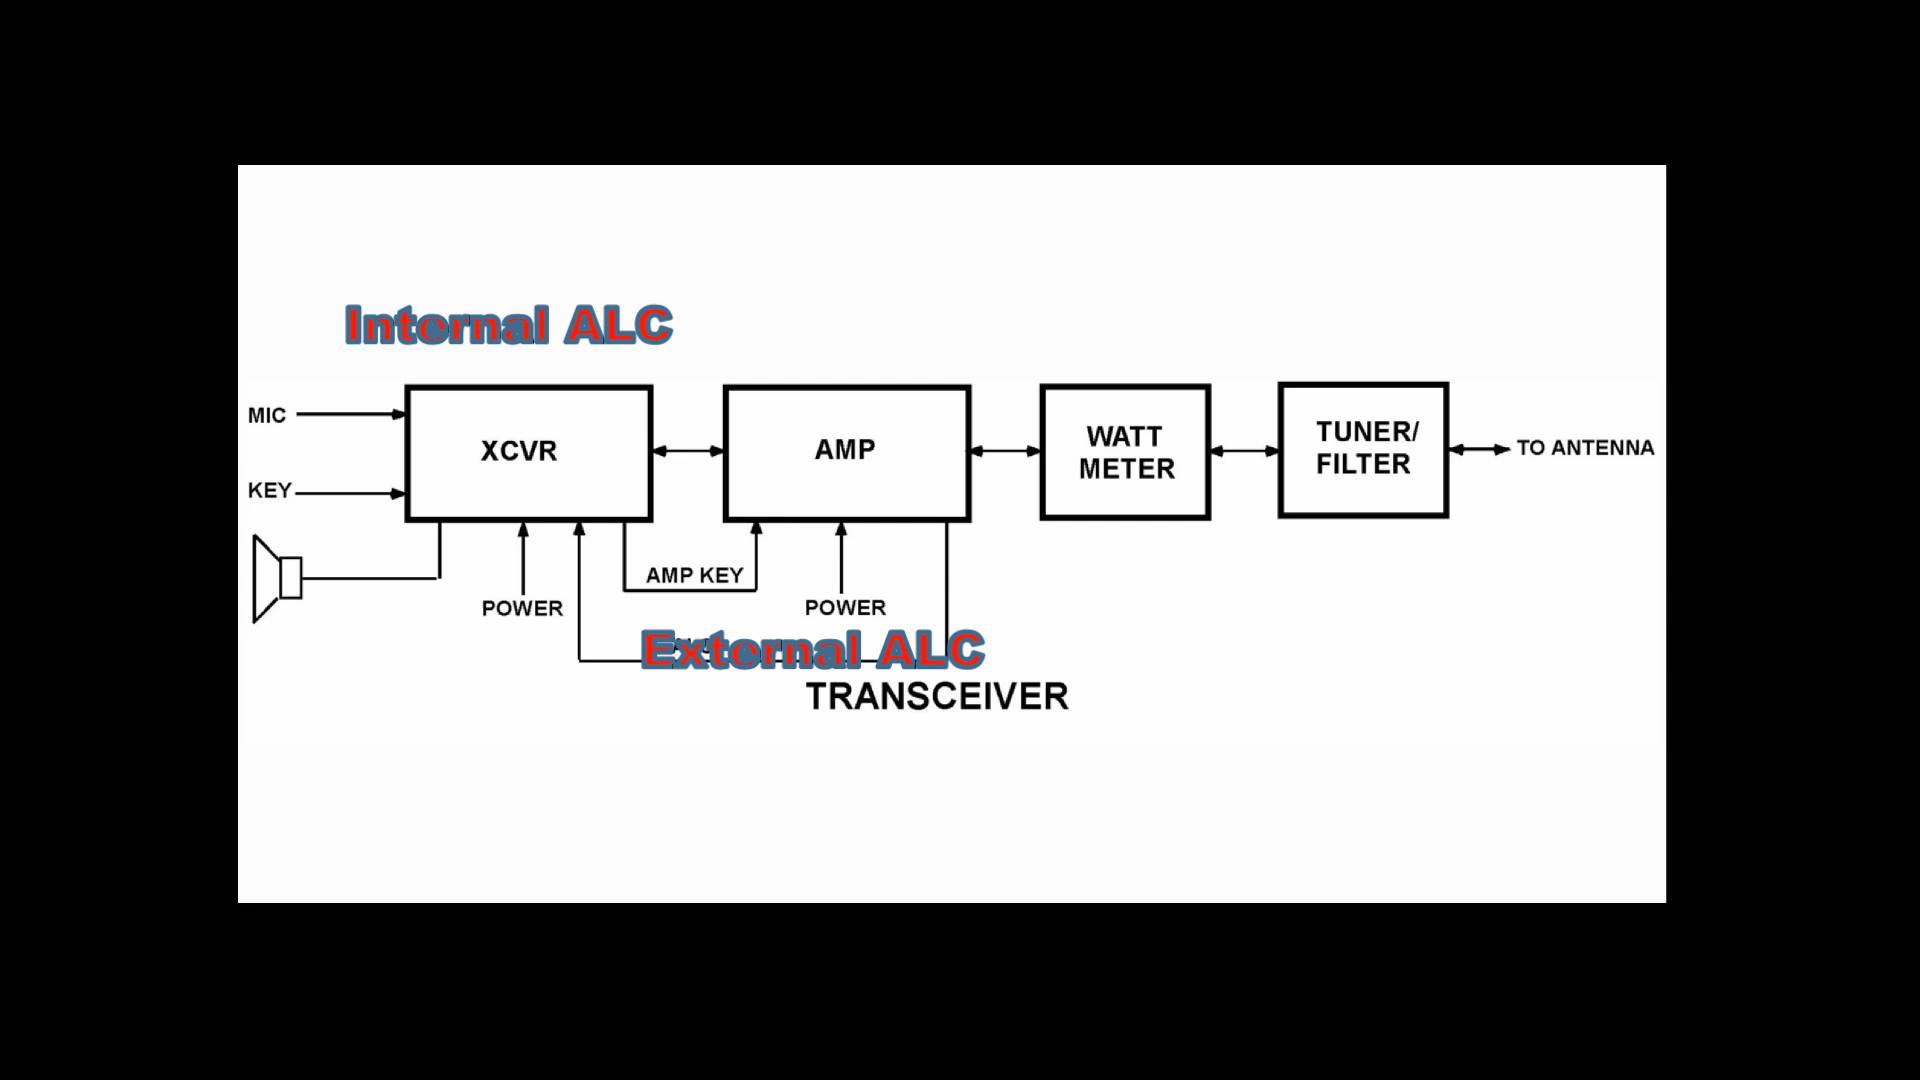 Internal ALC
MIC
KEY
XCVR
AMP
WATT
METER
TUNER/
FILTER
TO ANTENNA
AMP KEY
POWER
POWER
External ALC
TRANSCEIVER